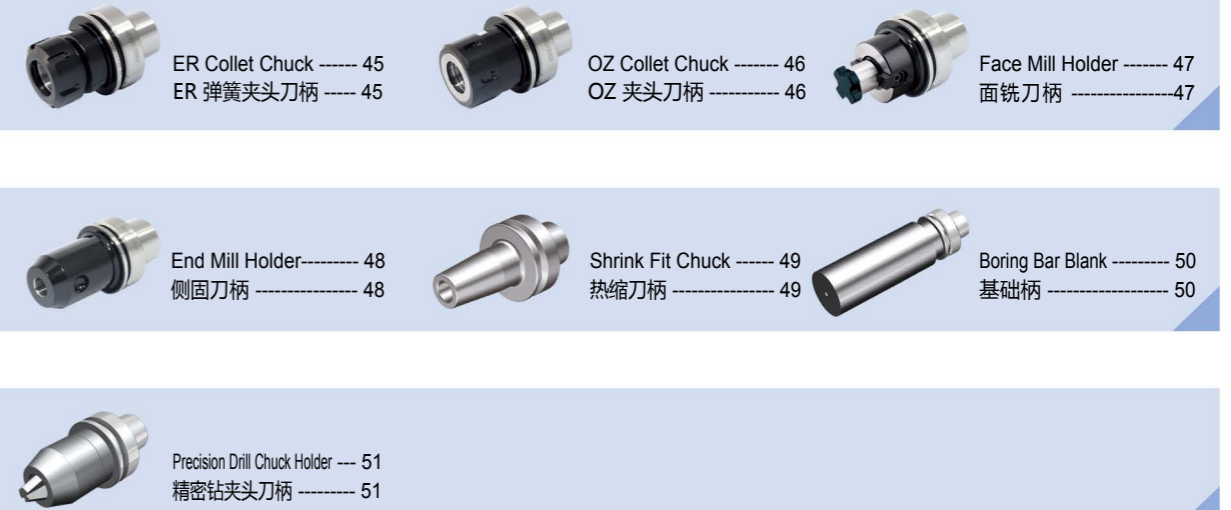 ER Collet Chuck ------ 45
ER 弹簧夹头刀柄 ----- 45
OZ Collet Chuck ------- 46
OZ 夹头刀柄 ----------- 46
Face Mill Holder ------- 47
面铣刀柄 ----------------47
End Mill Holder--------- 48
侧固刀柄 ---------------- 48
Shrink Fit Chuck ------ 49
热缩刀柄 ---------------- 49
Boring Bar Blank --------- 50
基础柄 ------------------- 50
Precision Drill Chuck Holder --- 51
精密钻夹头刀柄 --------- 51